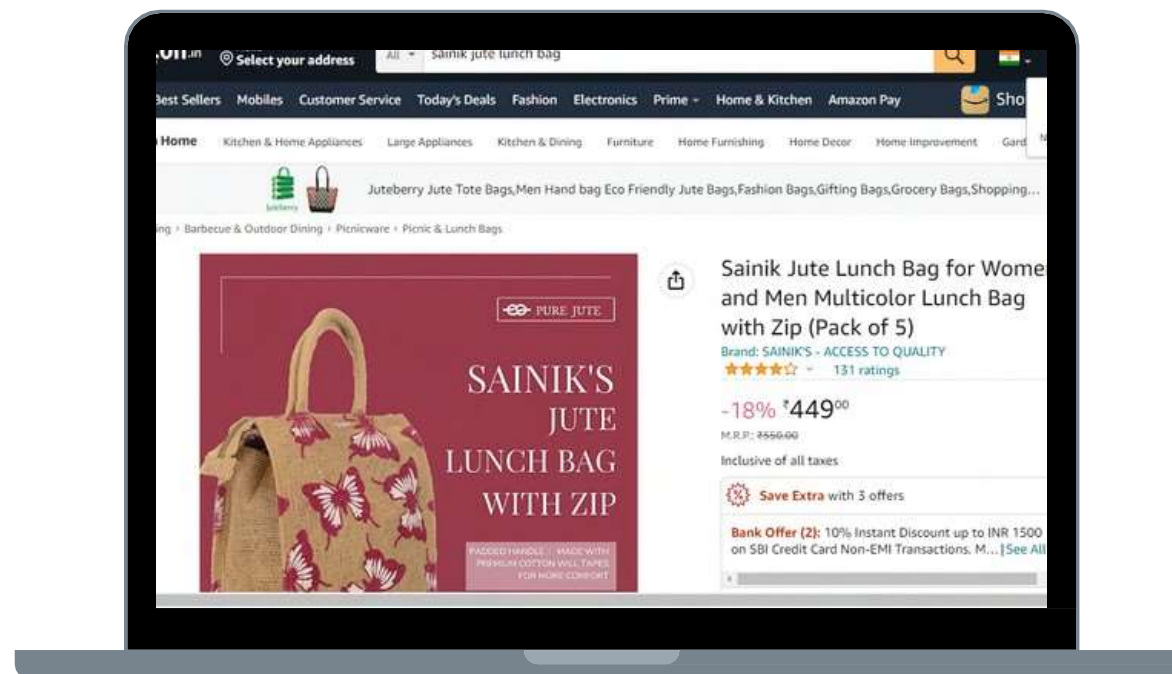 .in
Select your address
All
sainik jute lunch bag
Best Sellers Mobiles Customer Service Today's Deals Fashion Electronics Prime Home & Kitchen Amazon Pay
Home Kitchen & Home Appliances Large Appliances Kitchen & Dining Furniture Home Furnishing Home Decor Home Improvement
Juteberry
Juteberry Jute Tote Bags,Men Hand bag Eco Friendly Jute Bags,Fashion Bags,Gifting Bags,Grocery Bags,Shopping...
› Barbecue & Outdoor Dining › Picnicware › Picnic & Lunch Bags
PURE JUTE
SAINIK'S
JUTE
LUNCH BAG
WITH ZIP
PADDED HANDLE | MADE WITH
PREMIUM COTTON WILL TAPES
FOR MORE COMFORT
Sainik Jute Lunch Bag for Wome
and Men Multicolor Lunch Bag
with Zip (Pack of 5)
Brand: SAINIK'S - ACCESS TO QUALITY
131 ratings
-18% ₹44900
M.R.P.: ₹550.00
Inclusive of all taxes
Save Extra with 3 offers
Bank Offer (2): 10% Instant Discount up to INR 1500
on SBI Credit Card Non-EMI Transactions. M... | See All